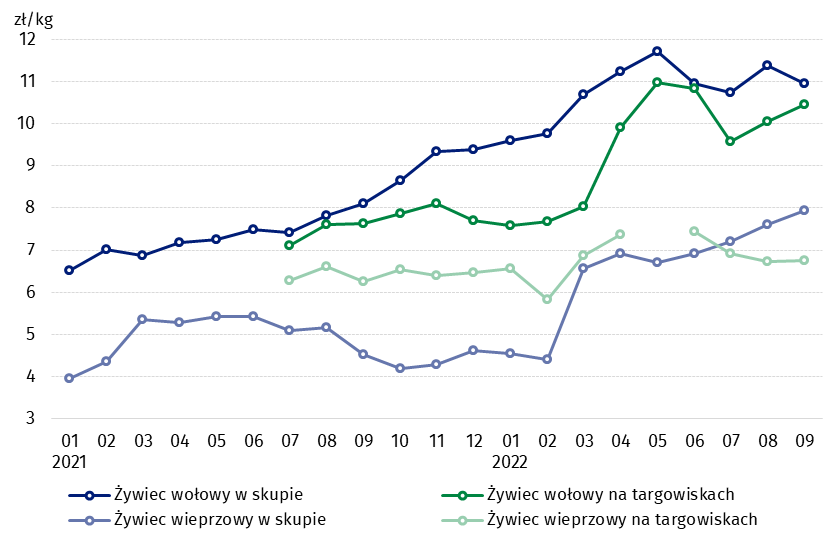 zł/kg
12
11
10
9
8
7
6
5
4
3
01 02 03 04 05 06 07 08 09 10 11 12 01 02 03 04 05 06 07 08 09
2021 2022
Żywiec wołowy w skupie Żywiec wołowy na targowiskach
Żywiec wieprzowy w skupie Żywiec wieprzowy na targowiskach